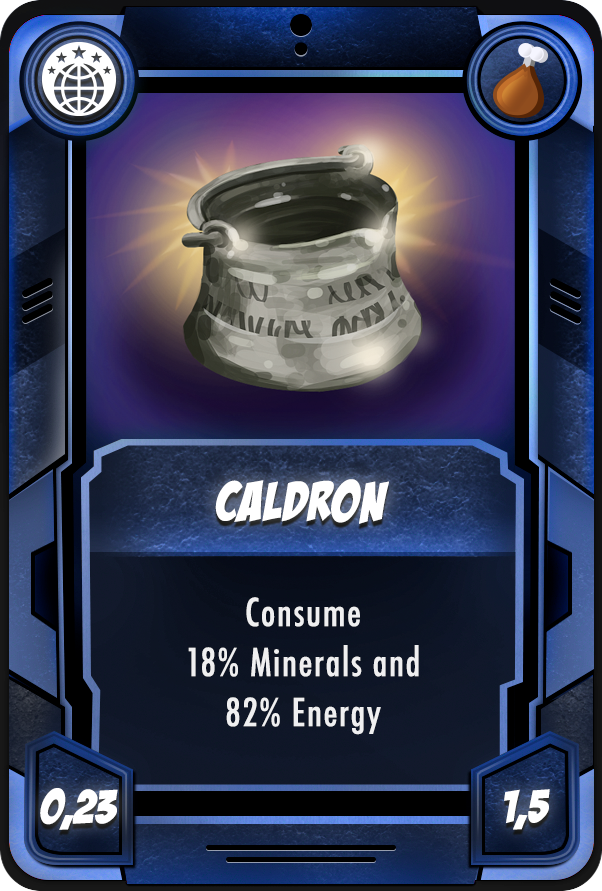 CALDRON
Consume
18% Minerals and
82% Energy
0,23
1,5